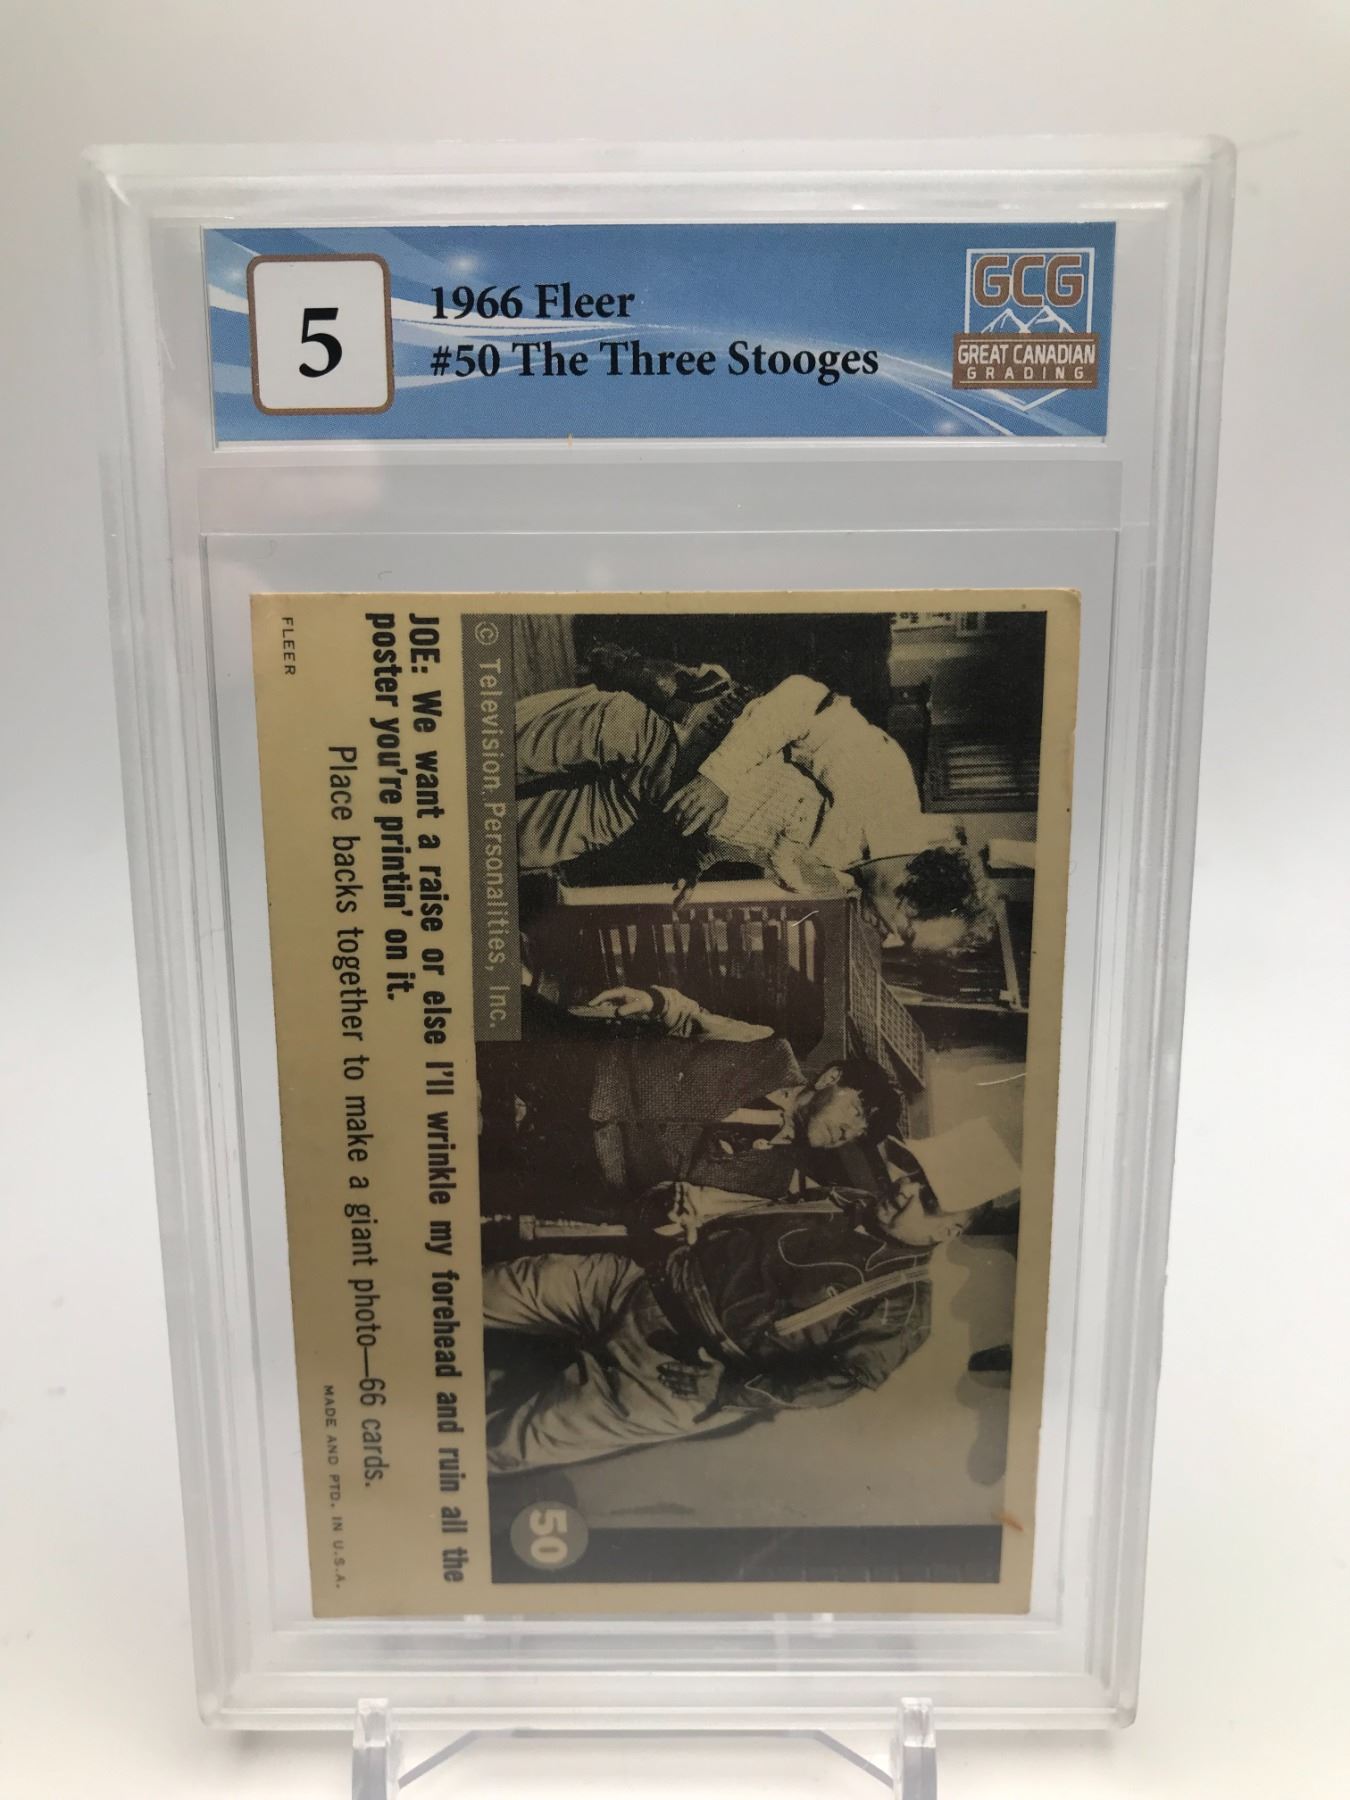 5
1966 Fleer
#50 The Three Stooges
GCG
GREAT CANADIAN
GRADING
© Television Personalities, Inc.
50
JOE: We want a raise or else I'll wrinkle my forehead and ruin all the
poster you're printin' on it.
Place backs together to make a giant photo—66 cards.
FLEER
MADE AND PTD. IN U.S.A.